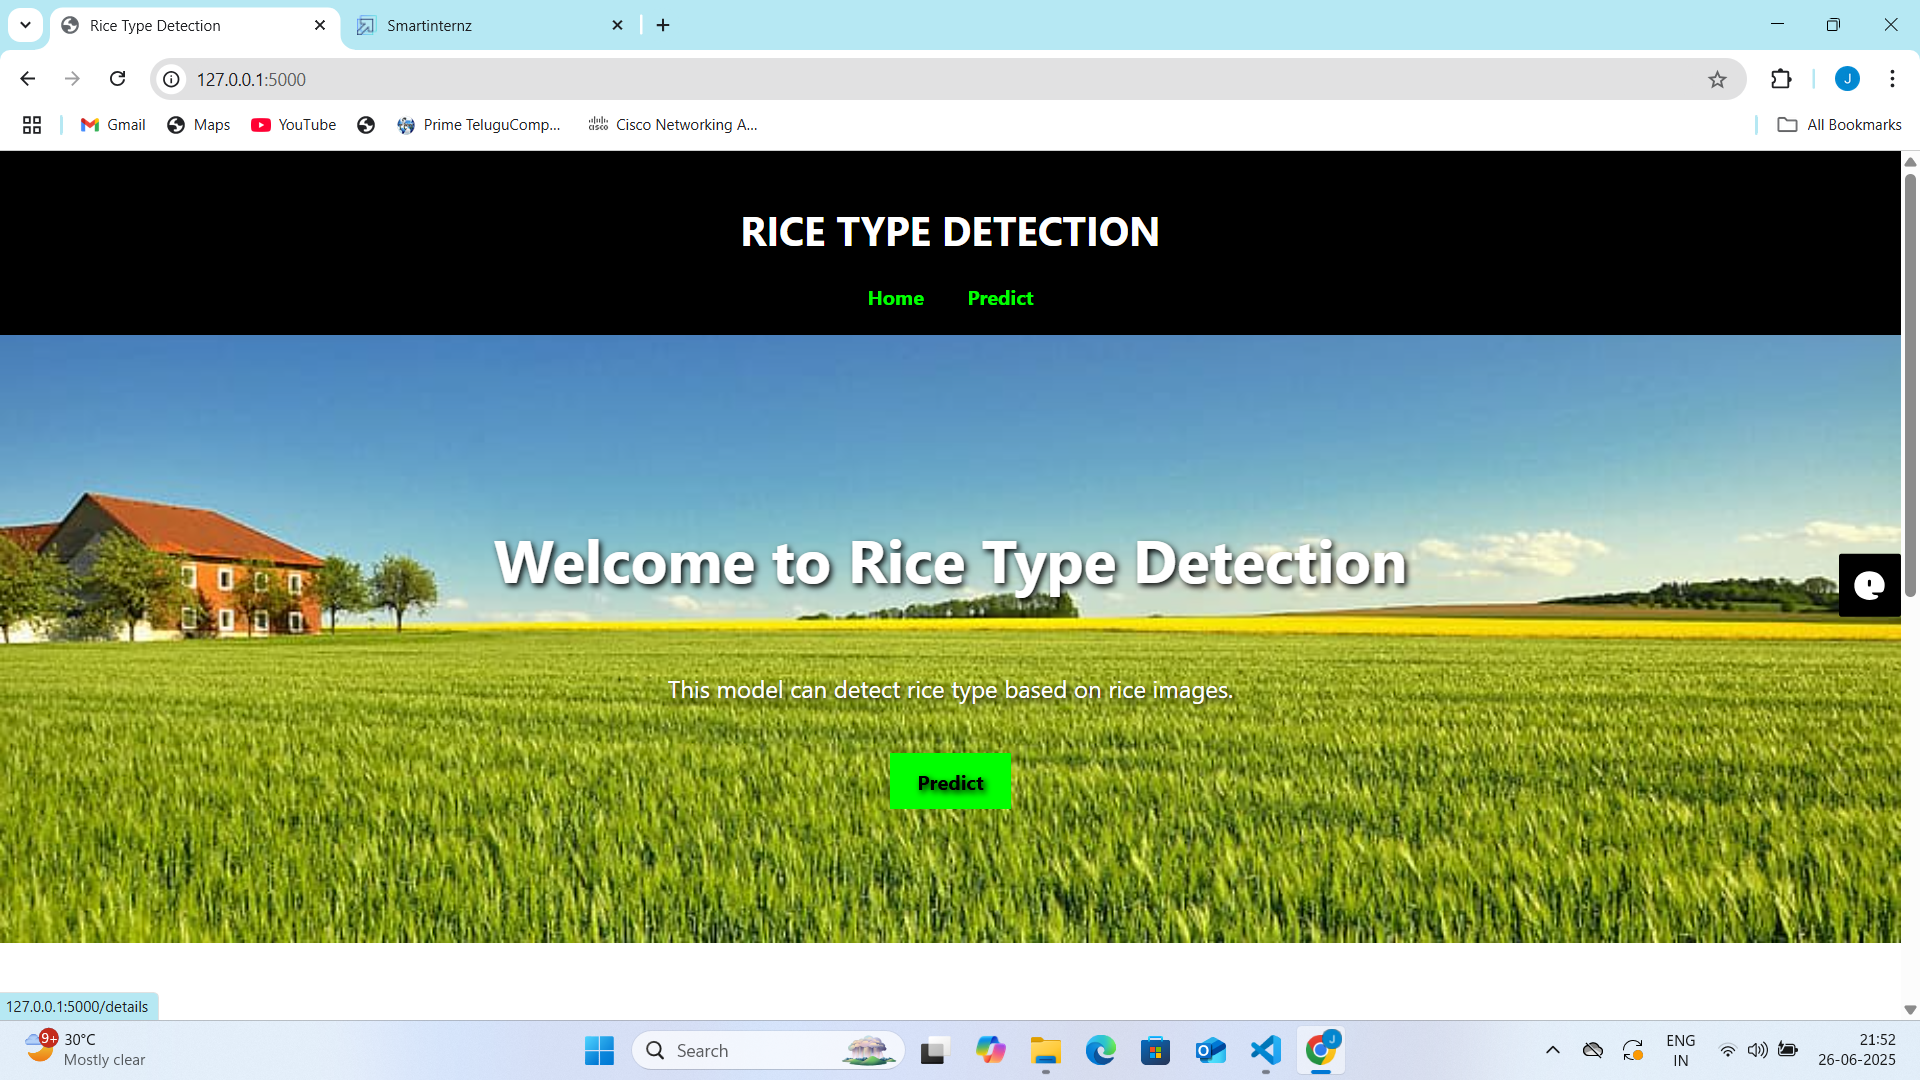 Rice Type Detection
Smartinternz
127.0.0.1:5000
J
Gmail
Maps
YouTube
Prime TeluguComp...
Cisco Networking A...
All Bookmarks
RICE TYPE DETECTION
Home
Predict
Welcome to Rice Type Detection
This model can detect rice type based on rice images.
Predict
127.0.0.1:5000/details
9+
30°C
Mostly clear
Search
J
ENG
IN
21:52
26-06-2025